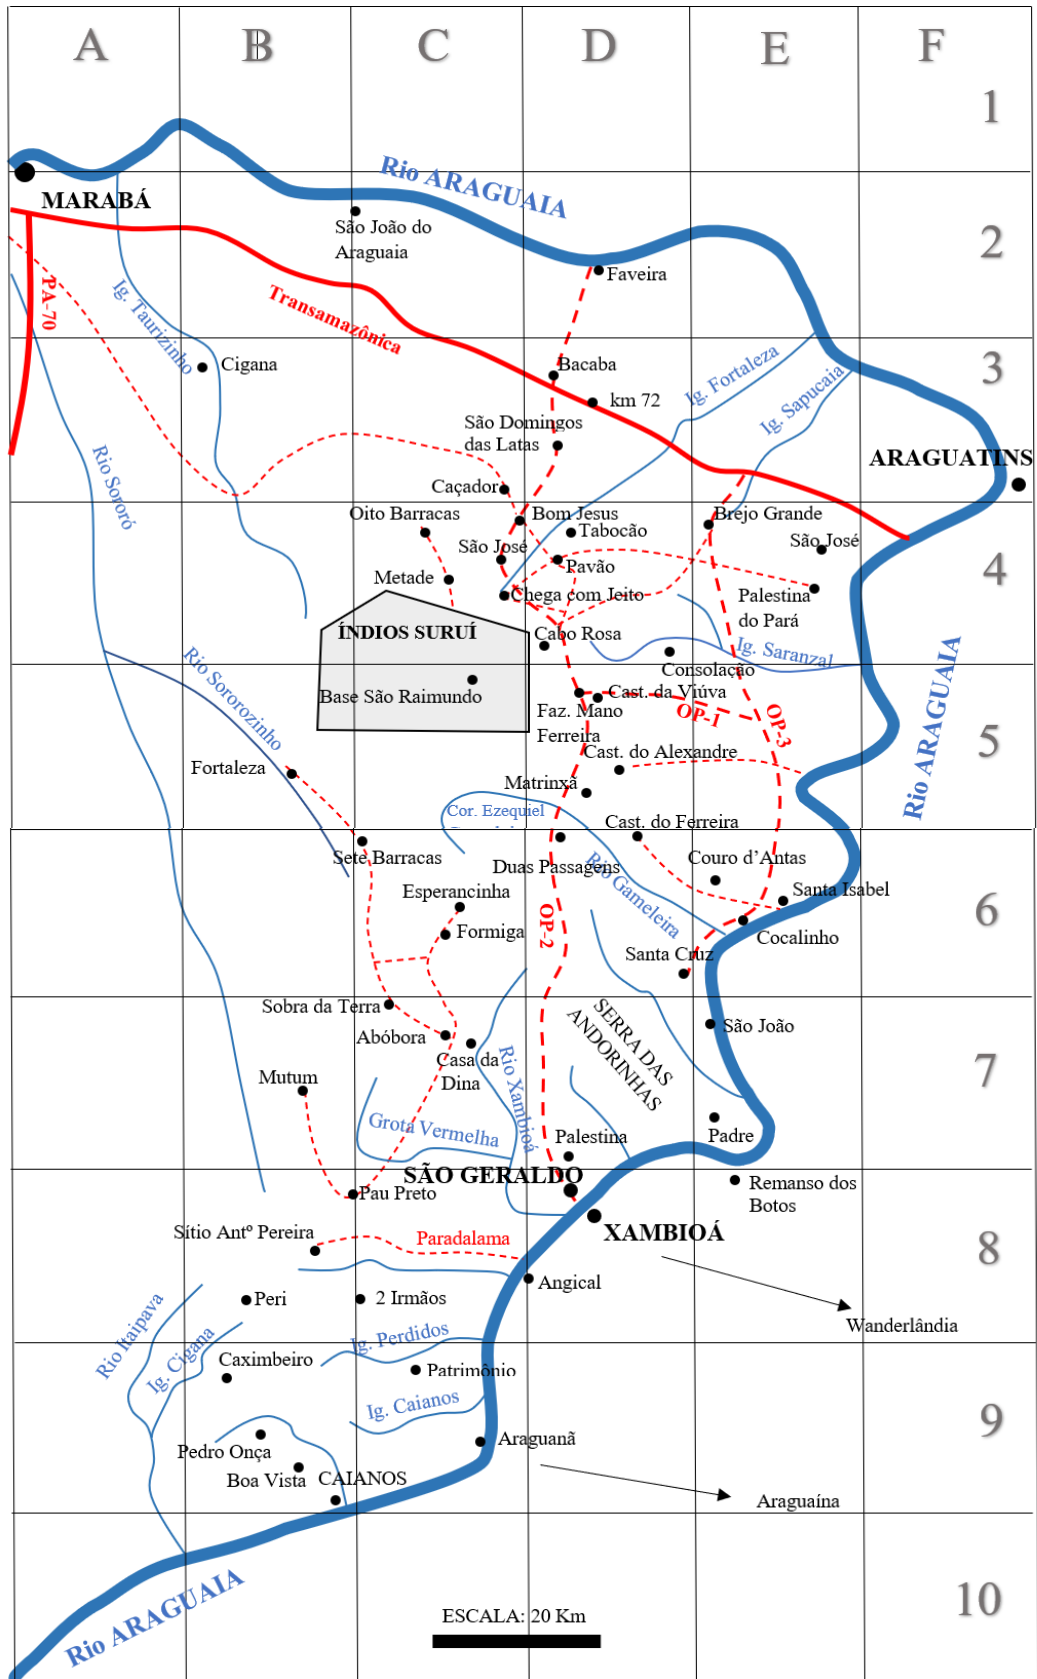 A
B
C
D
E
F
1
Rio ARAGUAIA
MARABÁ
São João do
Araguaia
2
Faveira
PA-70
Ig. Taurizinho
Transamazônica
Cigana
Bacaba
Ig. Fortaleza
3
km 72
Ig. Sapucaia
São Domingos
das Latas
ARAGUATINS
Rio Sororó
Caçador
Oito Barracas
Bom Jesus
Brejo Grande
Tabocão
São José
São José
Pavão
4
Metade
Chega com Jeito
Palestina
do Pará
ÍNDIOS SURUÍ
Cabo Rosa
Ig. Saranzal
Consolação
Rio Sororozinho
Base São Raimundo
Cast. da Viúva
Faz. Mano
Ferreira
OP-1
OP-3
5
Rio ARAGUAIA
Cast. do Alexandre
Fortaleza
Matrinxã
Cor. Ezequiel
Cast. do Ferreira
Sete Barracas
Duas Passagens
Couro d’Antas
Rio Gameleira
Esperancinha
Santa Isabel
6
OP-2
Formiga
Cocalinho
Santa Cruz
Sobra da Terra
SERRA DAS
ANDORINHAS
São João
Abóbora
Casa da
Dina
Rio Xambioá
7
Mutum
Grota Vermelha
Palestina
Padre
SÃO GERALDO
Pau Preto
Remanso dos
Botos
Sítio Antº Pereira
Paradalama
XAMBIOÁ
8
Angical
Peri
2 Irmãos
Wanderlândia
Rio Itaipava
Ig. Cigana
Ig. Perdidos
Caximbeiro
Patrimônio
Ig. Caianos
9
Pedro Onça
Araguanã
Boa Vista
CAIANOS
Araguaína
Rio ARAGUAIA
10
ESCALA: 20 Km